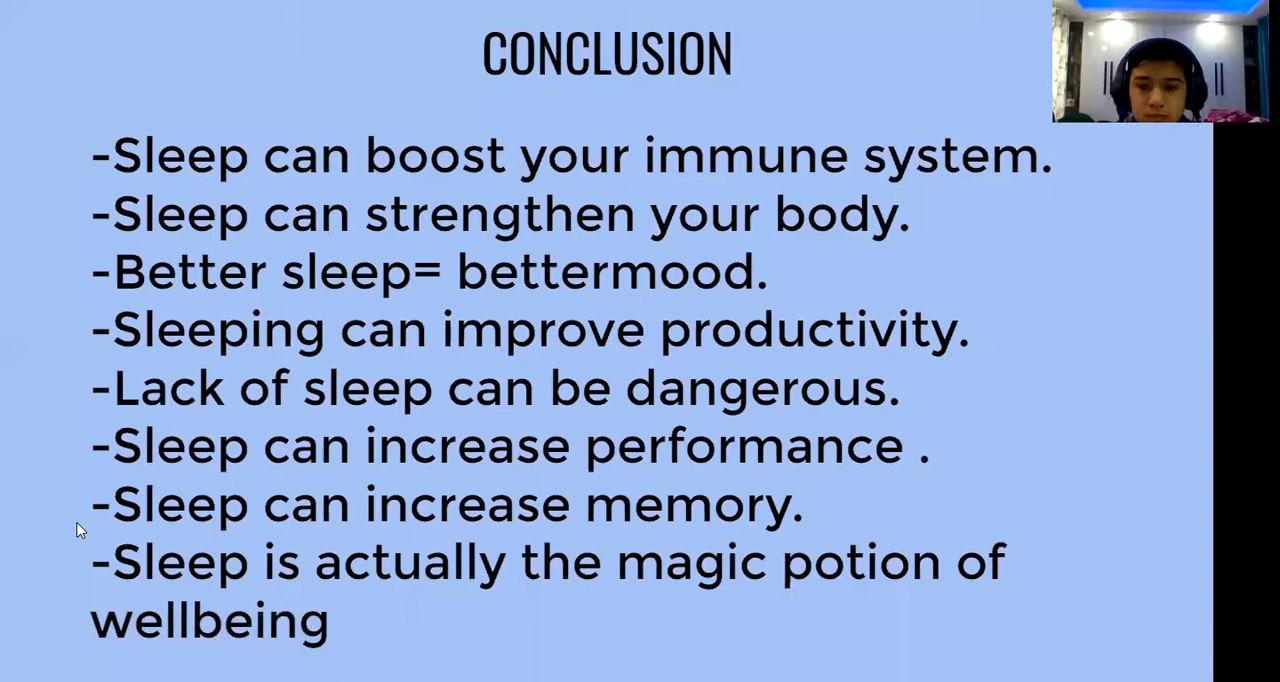 CONCLUSION
-Sleep can boost your immune system.
-Sleep can strengthen your body.
-Better sleep= bettermood.
-Sleeping can improve productivity.
-Lack of sleep can be dangerous.
-Sleep can increase performance .
-Sleep can increase memory.
-Sleep is actually the magic potion of
wellbeing